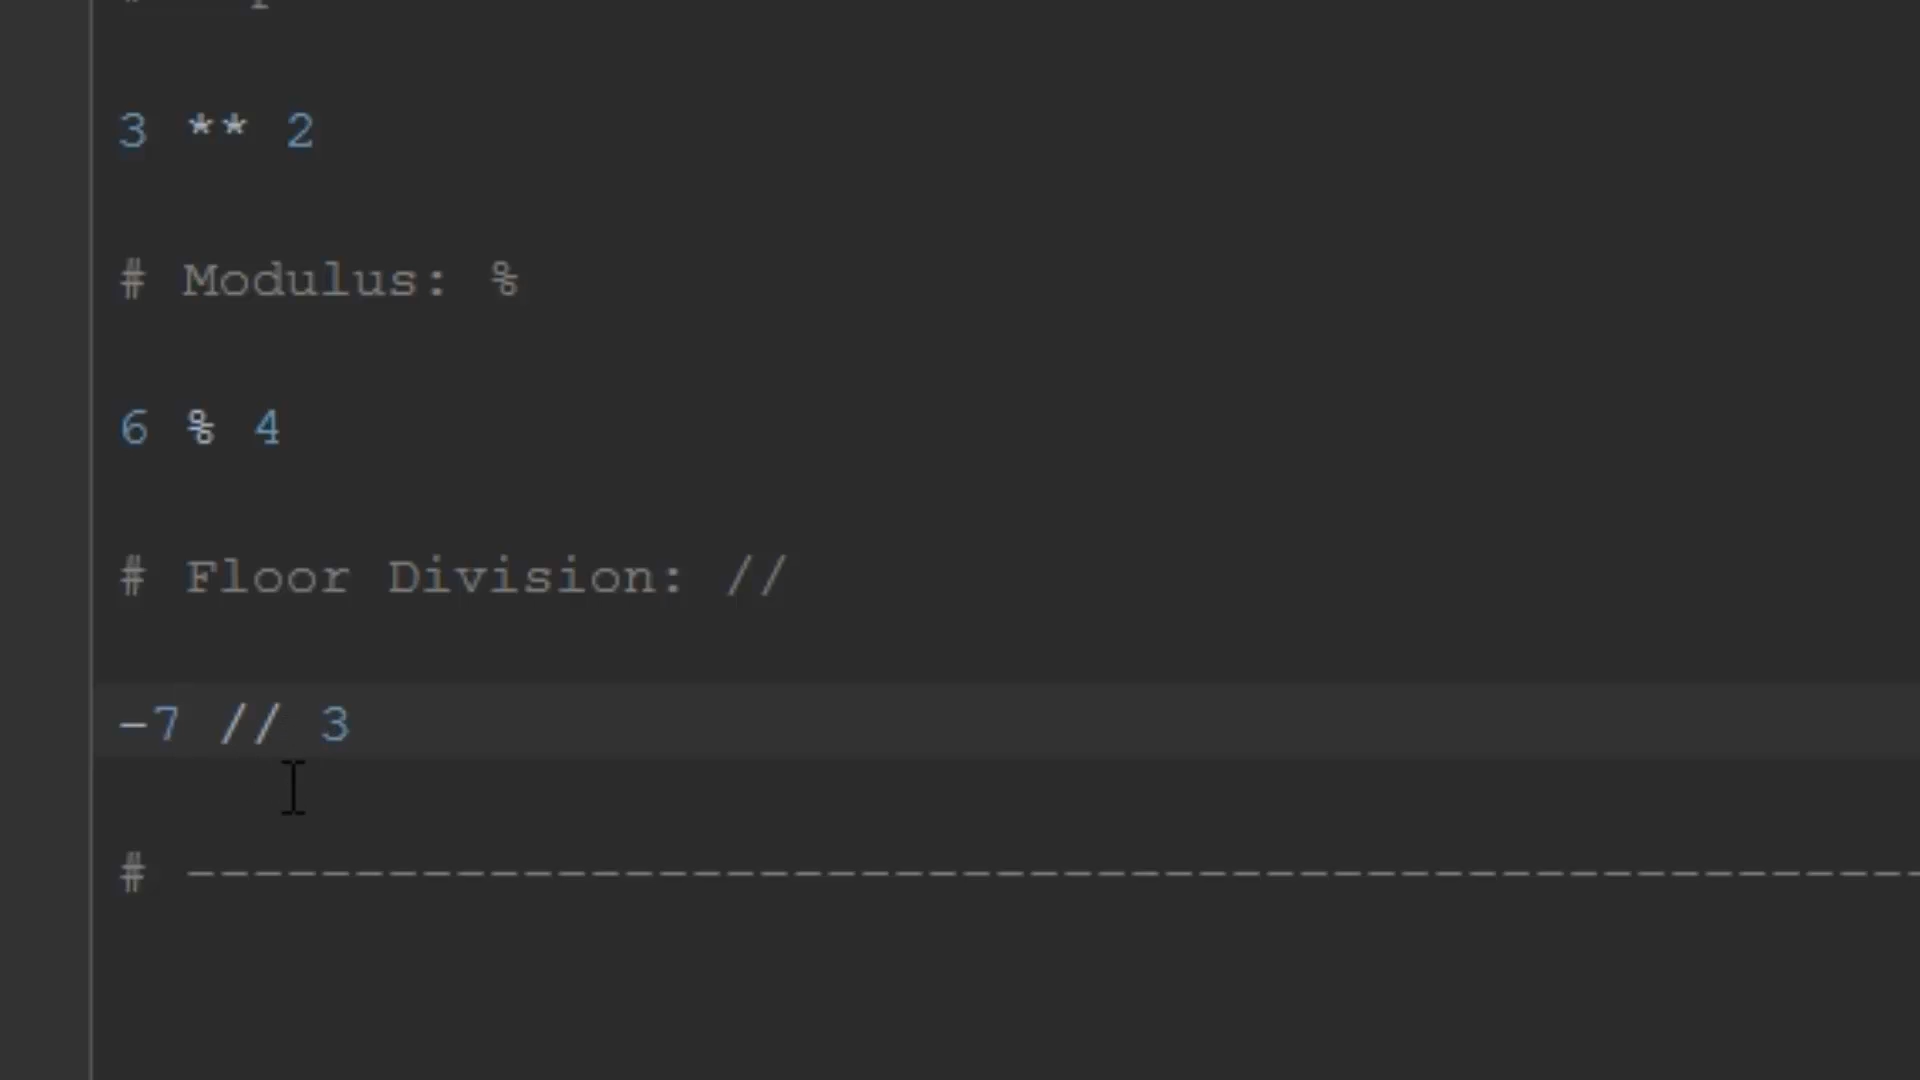 3 ** 2
# Modulus: %
6 % 4
# Floor Division: //
-7 // 3
# ----------------------------------------------------